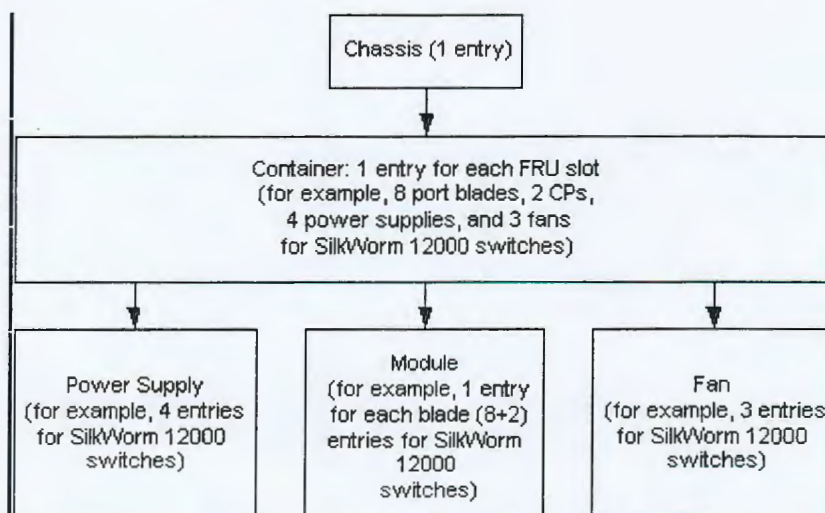 Chassis (1 entry)
Container: 1 entry for each FRU slot
(for example, 8 port blades, 2 CPs,
4 power supplies, and 3 fans
for SilkWorm 12000 switches)
Power Supply
(for example, 4 entries
for SilkWorm 12000
switches)
Module
(for example, 1 entry
for each blade (8+2)
entries for SilkWorm
12000
switches)
Fan
(for example, 3 entries
for SilkWorm 12000
switches)